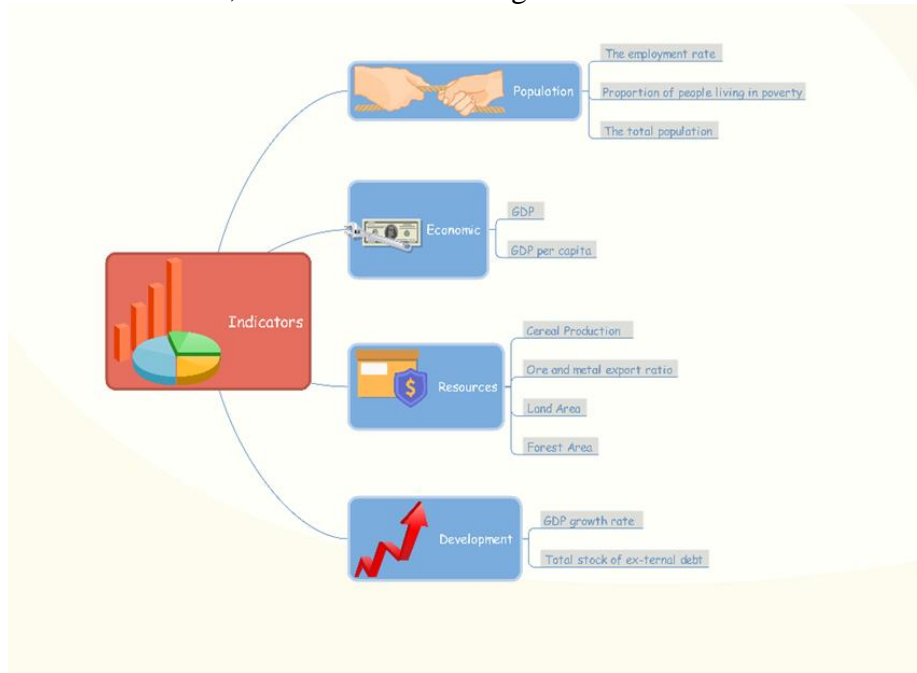 Indicators
Population
The employment rate
Proportion of people living in poverty
The total population
Economic
GDP
GDP per capita
Resources
Cereal Production
Ore and metal export ratio
Land Area
Forest Area
Development
GDP growth rate
Total stock of ex-ternal debt